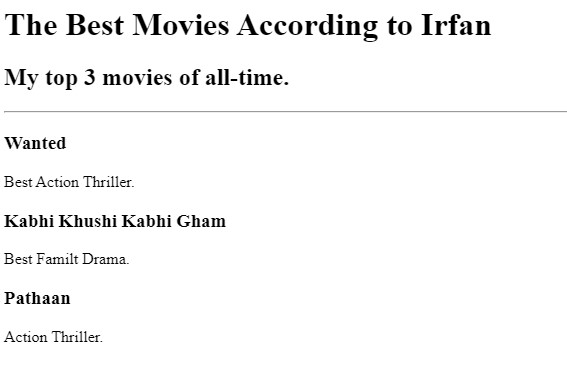 The Best Movies According to Irfan
My top 3 movies of all-time.
Wanted
Best Action Thriller.
Kabhi Khushi Kabhi Gham
Best Familt Drama.
Pathaan
Action Thriller.